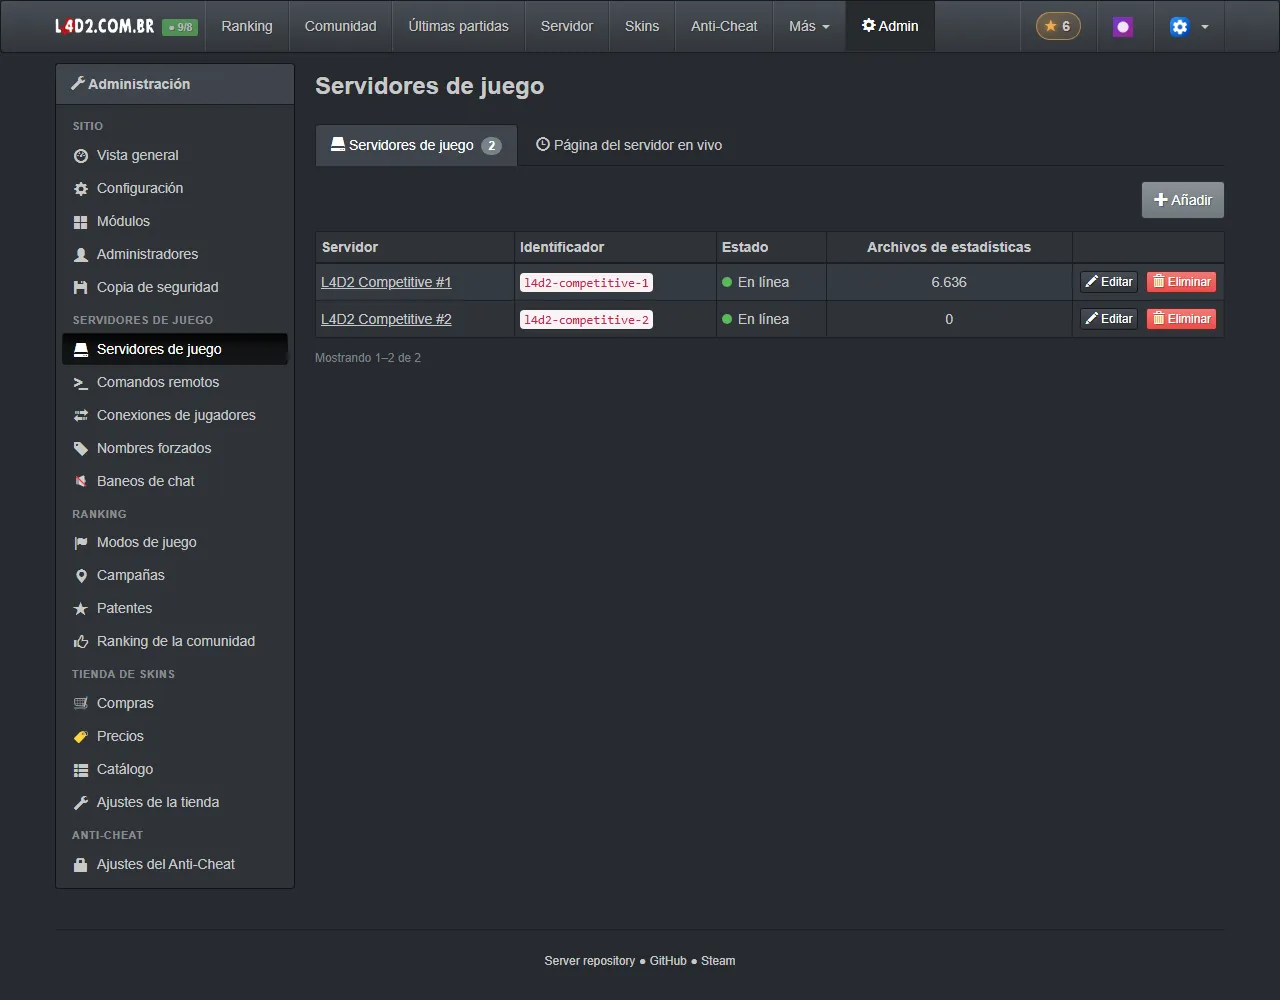 L4D2.COM.BR ● 9/8 Ranking Comunidad Últimas partidas Servidor Skins Anti-Cheat Más Admin 6
Administración
SITIO
Vista general
Configuración
Módulos
Administradores
Copia de seguridad
SERVIDORES DE JUEGO
Servidores de juego
Comandos remotos
Conexiones de jugadores
Nombres forzados
Baneos de chat
RANKING
Modos de juego
Campañas
Patentes
Ranking de la comunidad
TIENDA DE SKINS
Compras
Precios
Catálogo
Ajustes de la tienda
ANTI-CHEAT
Ajustes del Anti-Cheat
Servidores de juego
Servidores de juego 2 Página del servidor en vivo
Añadir
Servidor Identificador Estado Archivos de estadísticas
L4D2 Competitive #1 l4d2-competitive-1 En línea 6.636 Editar Eliminar
L4D2 Competitive #2 l4d2-competitive-2 En línea 0 Editar Eliminar
Mostrando 1–2 de 2
Server repository ● GitHub ● Steam